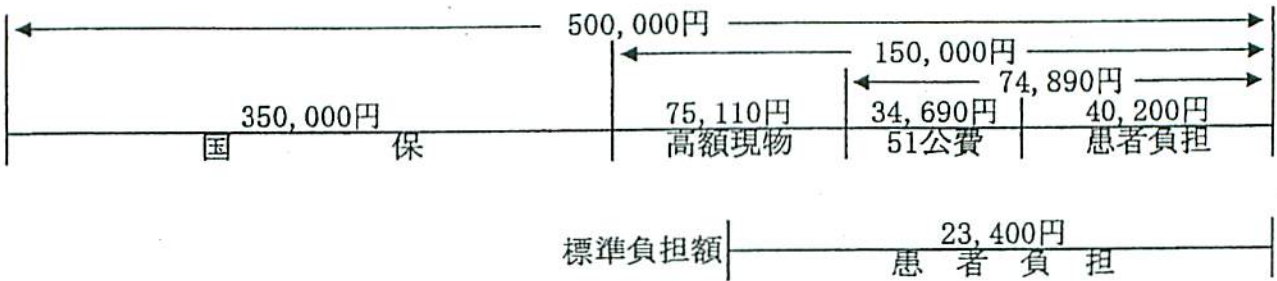 500,000円
150,000円
74,890円
350,000円 75,110円 34,690円 40,200円
国保 高額現物 51公費 患者負担
23,400円
標準負担額 患者負担